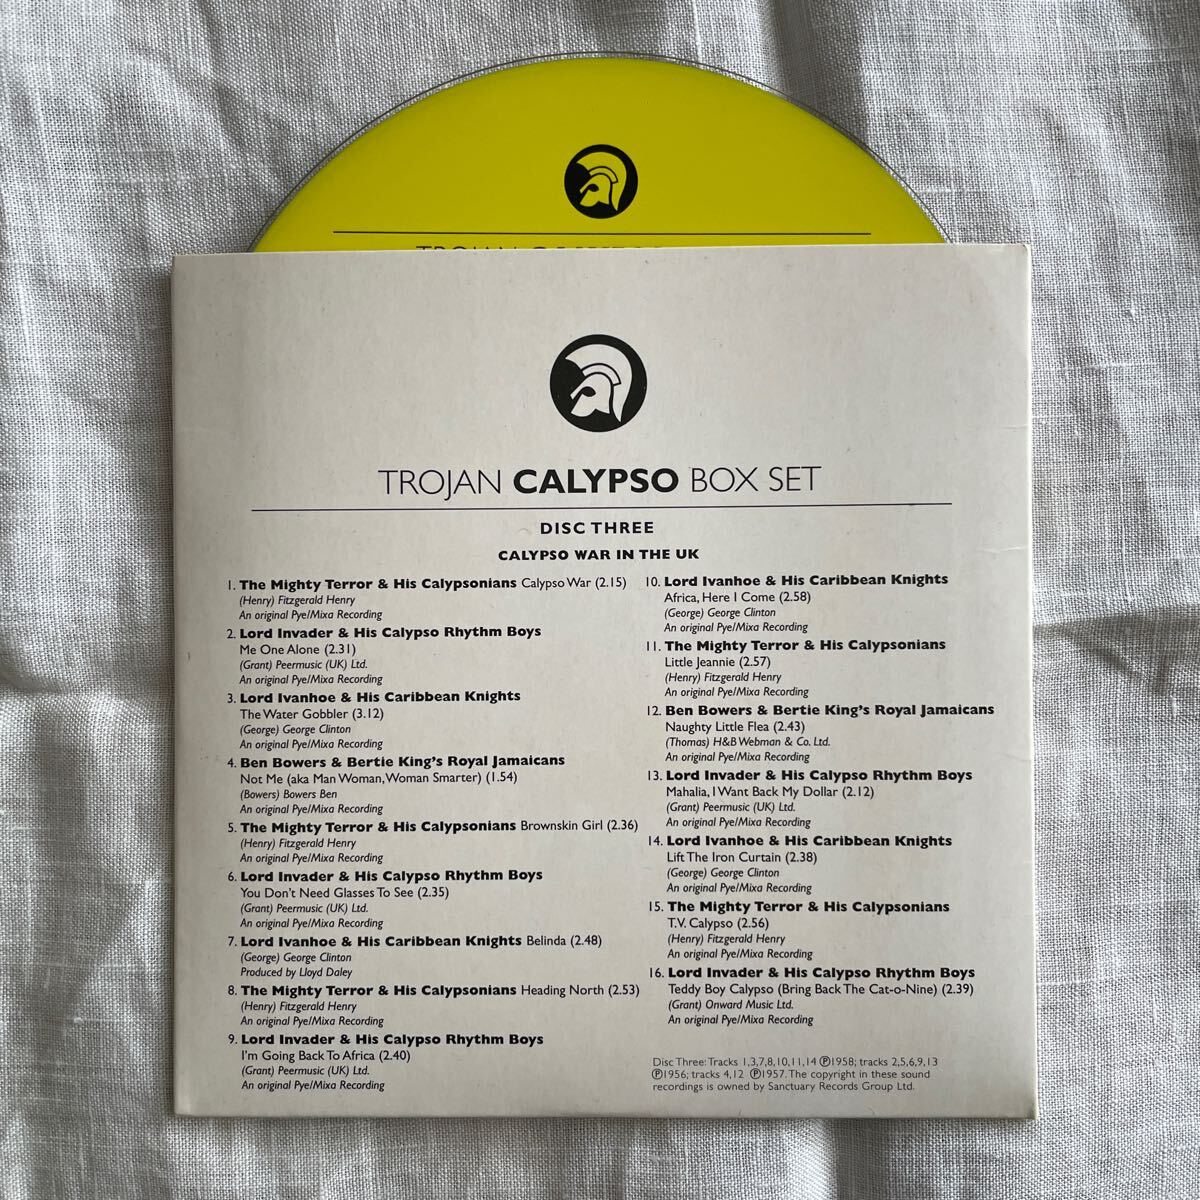 TROJAN CALYPSO BOX SET
DISC THREE
CALYPSO WAR IN THE UK
1. The Mighty Terror & His Calypsonians Calypso War (2.15)
(Henry) Fitzgerald Henry
An original Pye/Mixa Recording
2. Lord Invader & His Calypso Rhythm Boys
Me One Alone (2.31)
(Grant) Peermusic (UK) Ltd.
An original Pye/Mixa Recording
3. Lord Ivanhoe & His Caribbean Knights
The Water Gobbler (3.12)
(George) George Clinton
An original Pye/Mixa Recording
4. Ben Bowers & Bertie King's Royal Jamaicans
Not Me (aka Man Woman, Woman Smarter) (1.54)
(Bowers) Bowers Ben
An original Pye/Mixa Recording
5. The Mighty Terror & His Calypsonians Brownskin Girl (2.36)
(Henry) Fitzgerald Henry
An original Pye/Mixa Recording
6. Lord Invader & His Calypso Rhythm Boys
You Don't Need Glasses To See (2.35)
(Grant) Peermusic (UK) Ltd.
An original Pye/Mixa Recording
7. Lord Ivanhoe & His Caribbean Knights Belinda (2.48)
(George) George Clinton
Produced by Lloyd Daley
8. The Mighty Terror & His Calypsonians Heading North (2.53)
(Henry) Fitzgerald Henry
An original Pye/Mixa Recording
9. Lord Invader & His Calypso Rhythm Boys
I'm Going Back To Africa (2.40)
(Grant) Peermusic (UK) Ltd.
An original Pye/Mixa Recording
10. Lord Ivanhoe & His Caribbean Knights
Africa, Here I Come (2.58)
(George) George Clinton
An original Pye/Mixa Recording
11. The Mighty Terror & His Calypsonians
Little Jeannie (2.57)
(Henry) Fitzgerald Henry
An original Pye/Mixa Recording
12. Ben Bowers & Bertie King's Royal Jamaicans
Naughty Little Flea (2.43)
(Thomas) H&B Webman & Co. Ltd.
An original Pye/Mixa Recording
13. Lord Invader & His Calypso Rhythm Boys
Mahalia, I Want Back My Dollar (2.12)
(Grant) Peermusic (UK) Ltd.
An original Pye/Mixa Recording
14. Lord Ivanhoe & His Caribbean Knights
Lift The Iron Curtain (2.38)
(George) George Clinton
An original Pye/Mixa Recording
15. The Mighty Terror & His Calypsonians
T.V. Calypso (2.56)
(Henry) Fitzgerald Henry
An original Pye/Mixa Recording
16. Lord Invader & His Calypso Rhythm Boys
Teddy Boy Calypso (Bring Back The Cat-o-Nine) (2.39)
(Grant) Onward Music Ltd.
An original Pye/Mixa Recording
Disc Three: Tracks 1,3,7,8,10,11,14 ℗1958; tracks 2,5,6,9,13
℗1956; tracks 4,12 ℗1957. The copyright in these sound
recordings is owned by Sanctuary Records Group Ltd.